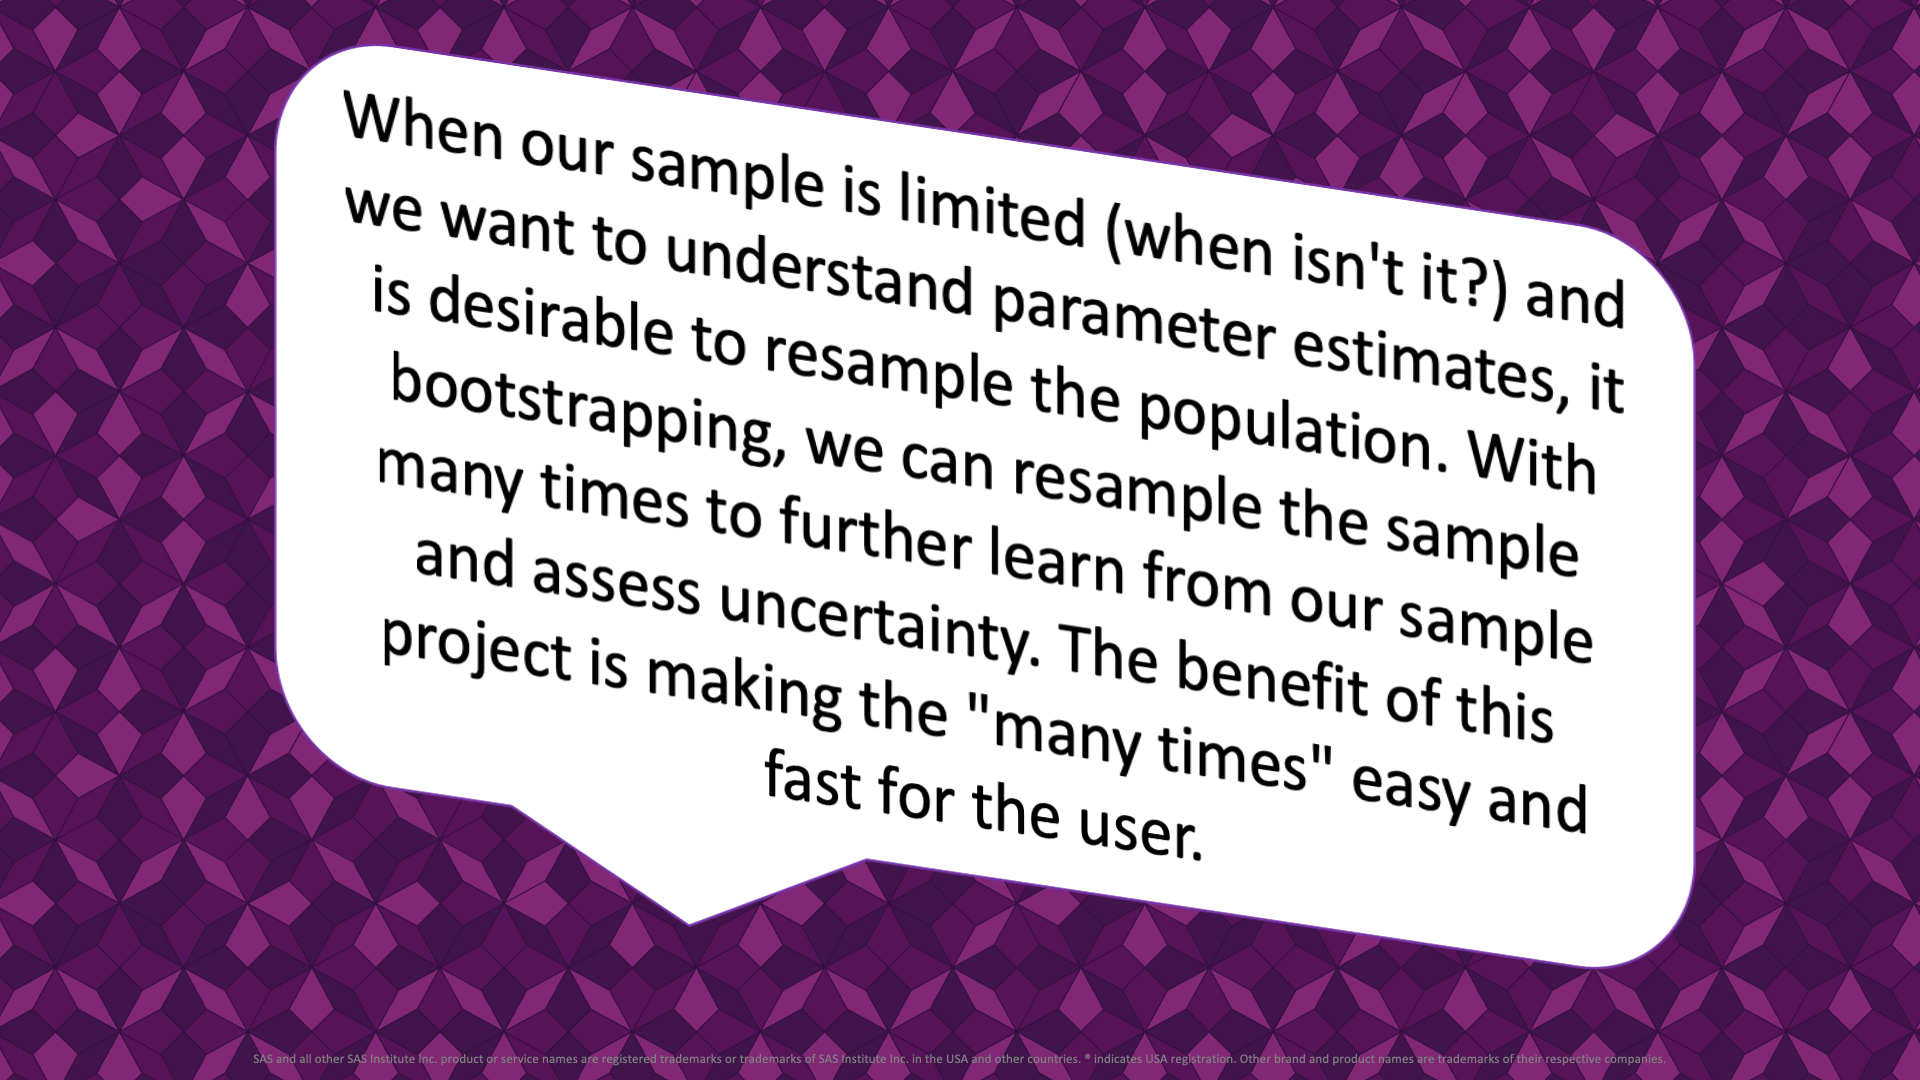 When our sample is limited (when isn't it?) and
we want to understand parameter estimates, it
is desirable to resample the population. With
bootstrapping, we can resample the sample
many times to further learn from our sample
and assess uncertainty. The benefit of this
project is making the "many times" easy and
fast for the user.
SAS and all other SAS Institute Inc. product or service names are registered trademarks or trademarks of SAS Institute Inc. in the USA and other countries. ® indicates USA registration. Other brand and product names are trademarks of their respective companies.